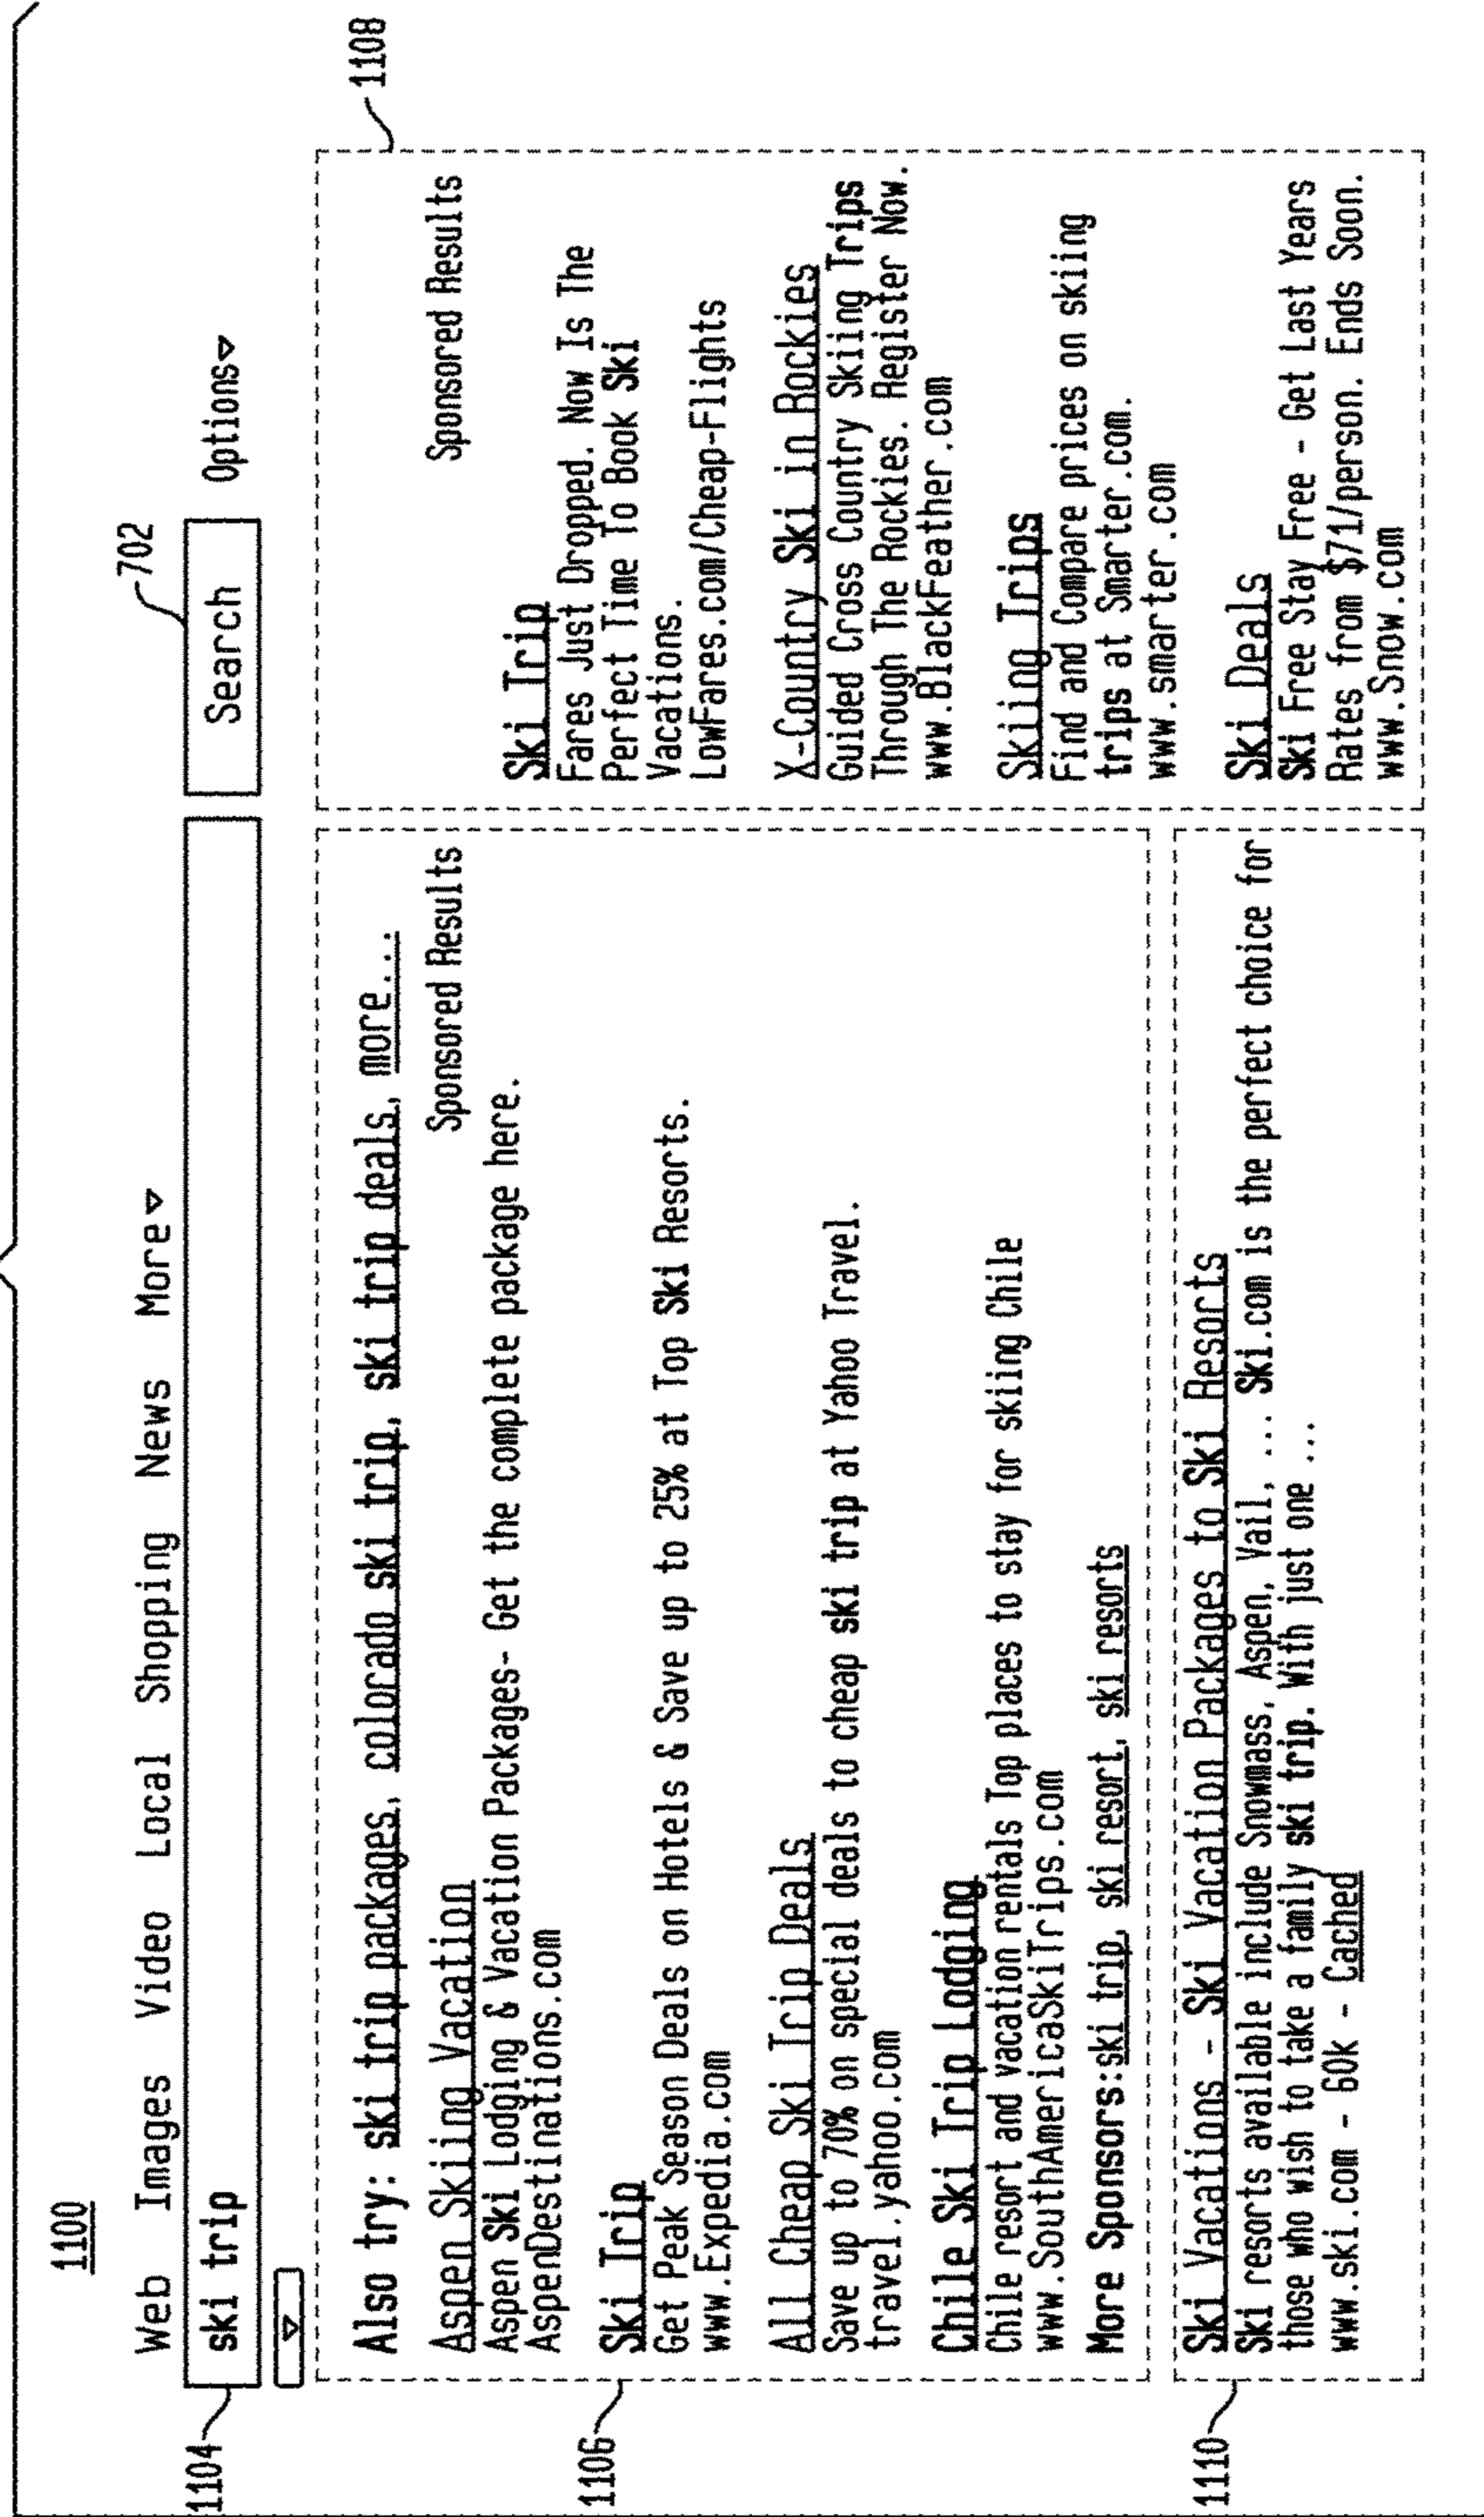 1100
Web Images Video Local Shopping News More
702
1104
ski trip
Search
Options
1106
Also try: ski trip packages, colorado ski trip, ski trip deals, more...
Sponsored Results
Aspen Skiing Vacation
Aspen Ski Lodging & Vacation Packages- Get the complete package here.
AspenDestinations.com
Ski Trip
Get Peak Season Deals on Hotels & Save up to 25% at Top Ski Resorts.
www.Expedia.com
All Cheap Ski Trip Deals
Save up to 70% on special deals to cheap ski trip at Yahoo Travel.
travel.yahoo.com
Chile Ski Trip Lodging
Chile resort and vacation rentals Top places to stay for skiing Chile
www.SouthAmericaSkiTrips.com
More Sponsors:ski trip, ski resort, ski resorts
1108
Sponsored Results
Ski Trip
Fares Just Dropped. Now Is The
Perfect Time To Book Ski
Vacations.
LowFares.com/Cheap-Flights
X-Country Ski in Rockies
Guided Cross Country Skiing Trips
Through The Rockies. Register Now.
www.BlackFeather.com
Skiing Trips
Find and Compare prices on skiing
trips at Smarter.com.
www.smarter.com
Ski Deals
Ski Free Stay Free - Get Last Years
Rates from $71/person. Ends Soon.
www.Snow.com
1110
Ski Vacations - Ski Vacation Packages to Ski Resorts
Ski resorts available include Snowmass, Aspen, Vail, ... Ski.com is the perfect choice for
those who wish to take a family ski trip. With just one ...
www.ski.com - 60k - Cached